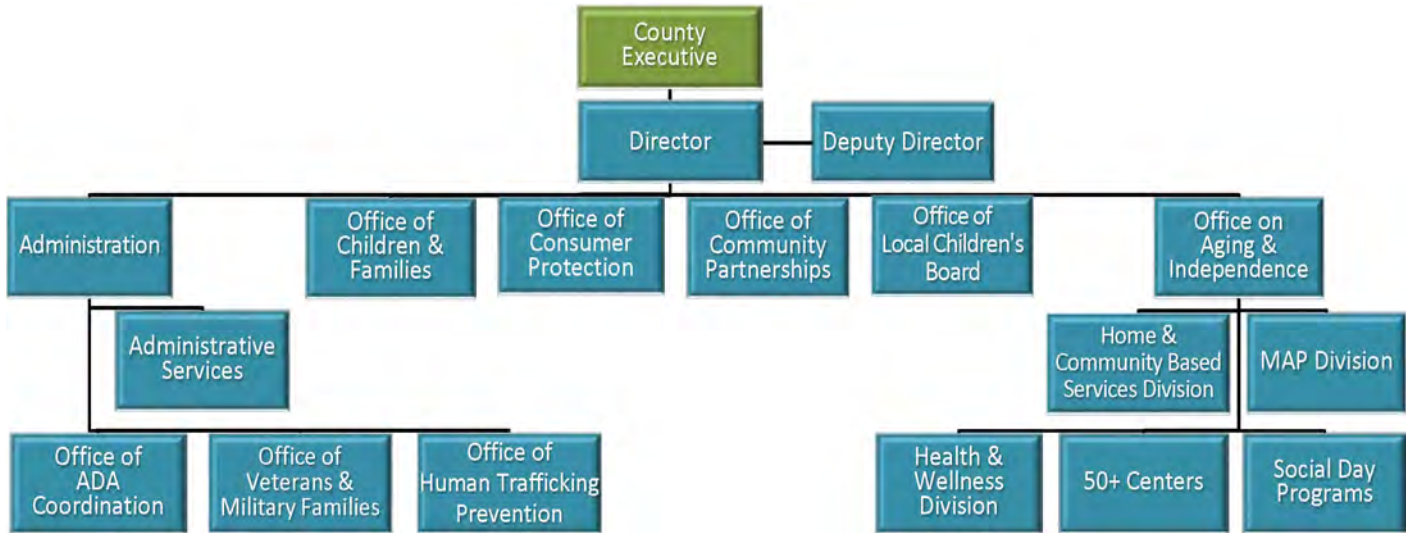 County
Executive
Director
Deputy Director
Administration
Office of
Children &
Families
Office of
Consumer
Protection
Office of
Community
Partnerships
Office of
Local Children's
Board
Office on
Aging &
Independence
Administrative
Services
Home &
Community Based
Services Division
MAP Division
Office of
ADA
Coordination
Office of
Veterans &
Military Families
Office of
Human Trafficking
Prevention
Health &
Wellness
Division
50+ Centers
Social Day
Programs